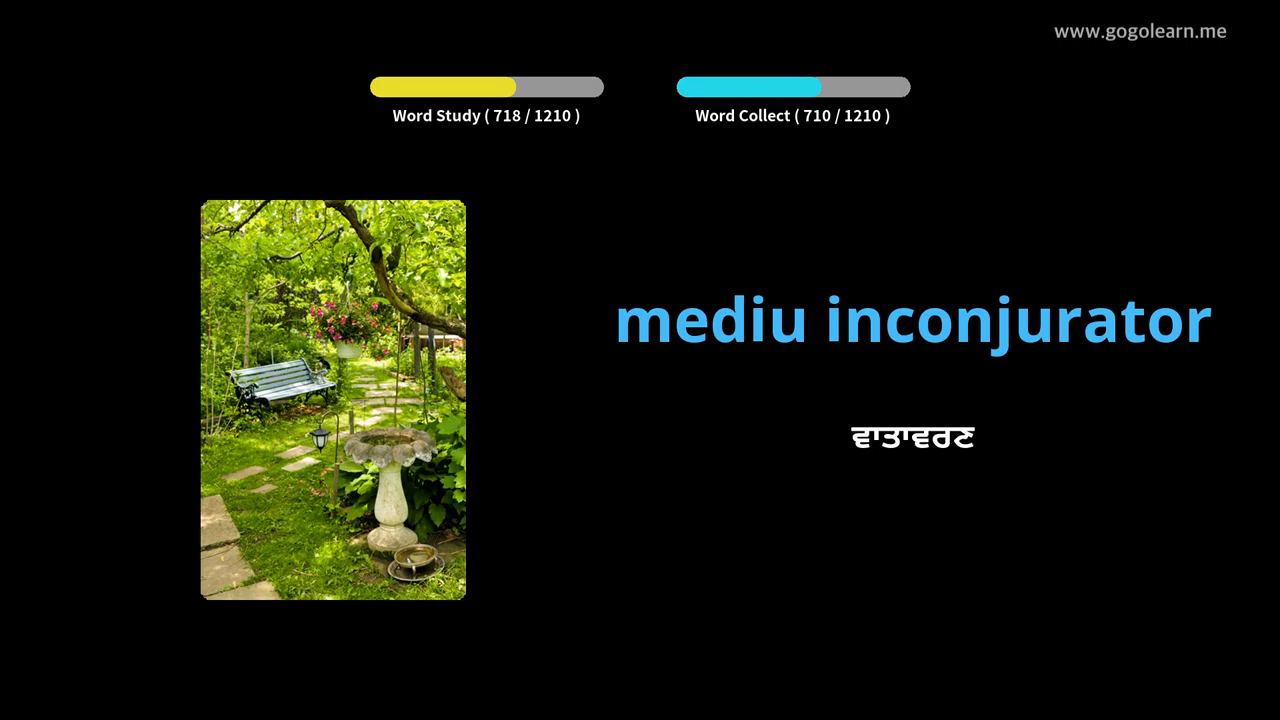 www.gogolearn.me
Word Study ( 718 / 1210 )
Word Collect ( 710 / 1210 )
mediu inconjurator
ਵਾਤਾਵਰਣ